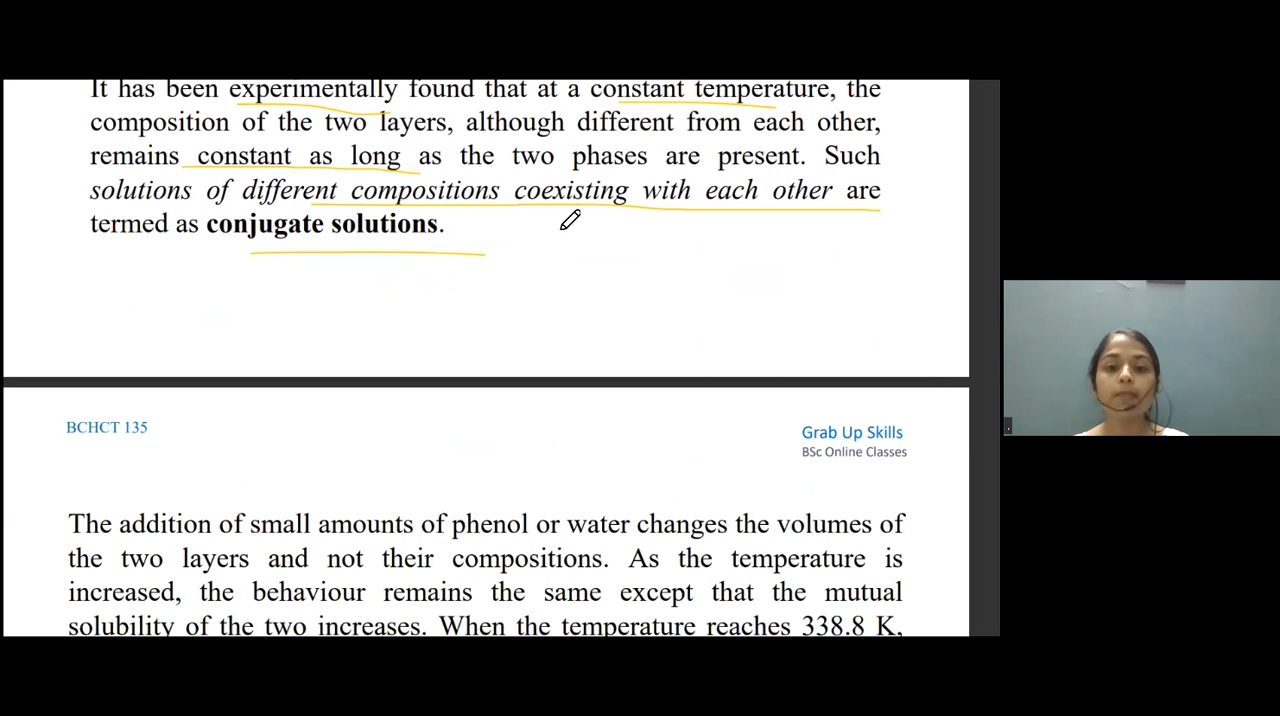 It has been experimentally found that at a constant temperature, the
composition of the two layers, although different from each other,
remains constant as long as the two phases are present. Such
solutions of different compositions coexisting with each other are
termed as conjugate solutions.
BCHCT 135
Grab Up Skills
BSc Online Classes
The addition of small amounts of phenol or water changes the volumes of
the two layers and not their compositions. As the temperature is
increased, the behaviour remains the same except that the mutual
solubility of the two increases. When the temperature reaches 338.8 K,